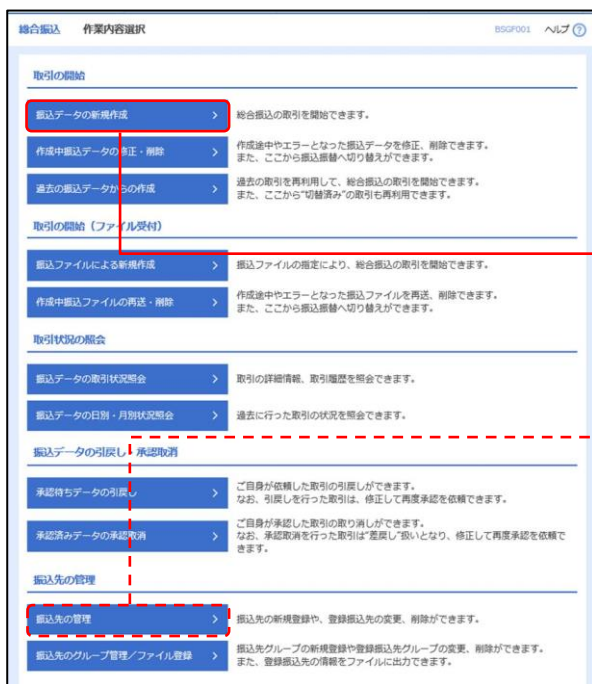 総合振込 作業内容選択 BSGF001 ヘルプ ?
取引の開始
振込データの新規作成 > 総合振込の取引を開始できます。
作成中振込データの修正・削除 > 作成途中やエラーとなった振込データを修正、削除できます。
また、ここから振込振替へ切り替えができます。
過去の振込データからの作成 > 過去の取引を再利用して、総合振込の取引を開始できます。
また、ここから"切替済み"の取引も再利用できます。
取引の開始（ファイル受付）
振込ファイルによる新規作成 > 振込ファイルの指定により、総合振込の取引を開始できます。
作成中振込ファイルの再送・削除 > 作成途中やエラーとなった振込ファイルを再送、削除できます。
また、ここから振込振替へ切り替えができます。
取引状況の照会
振込データの取引状況照会 > 取引の詳細情報、取引履歴を照会できます。
振込データの日別・月別状況照会 > 過去に行った取引の状況を照会できます。
振込データの引戻し・承認取消
承認待ちデータの引戻し > ご自身が依頼した取引の引戻しができます。
なお、引戻しを行った取引は、修正して再度承認を依頼できます。
承認済みデータの承認取消 > ご自身が承認した取引の取り消しができます。
なお、承認取消を行った取引は"差戻し"扱いとなり、修正して再度承認を依頼で
きます。
振込先の管理
振込先の管理 > 振込先の新規登録や、登録振込先の変更、削除ができます。
振込先のグループ管理／ファイル登録 > 振込先グループの新規登録や登録振込先グループの変更、削除ができます。
また、登録振込先の情報をファイルに出力できます。